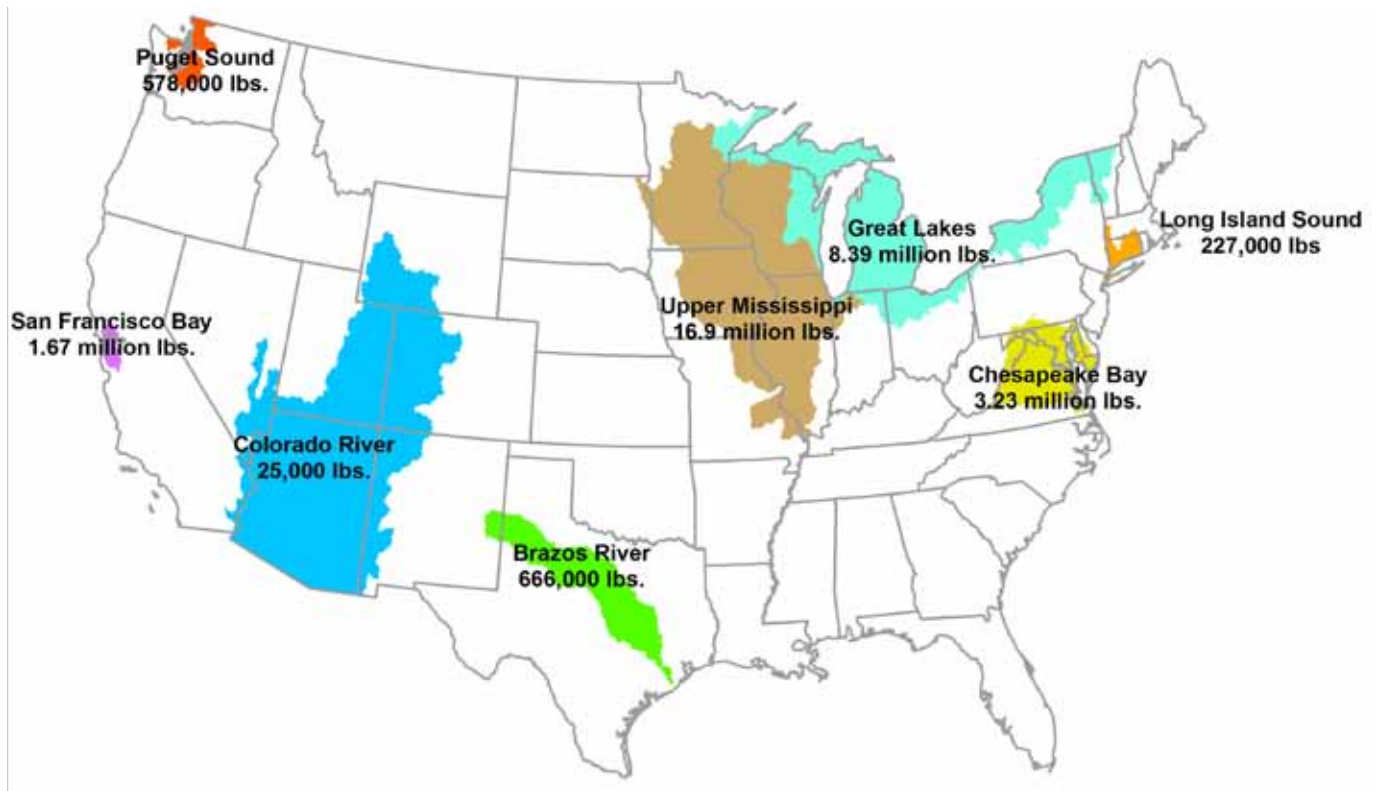 Puget Sound
578,000 lbs.
Long Island Sound
227,000 lbs
Great Lakes
8.39 million lbs.
Upper Mississippi
16.9 million lbs.
San Francisco Bay
1.67 million lbs.
Chesapeake Bay
3.23 million lbs.
Colorado River
25,000 lbs.
Brazos River
666,000 lbs.